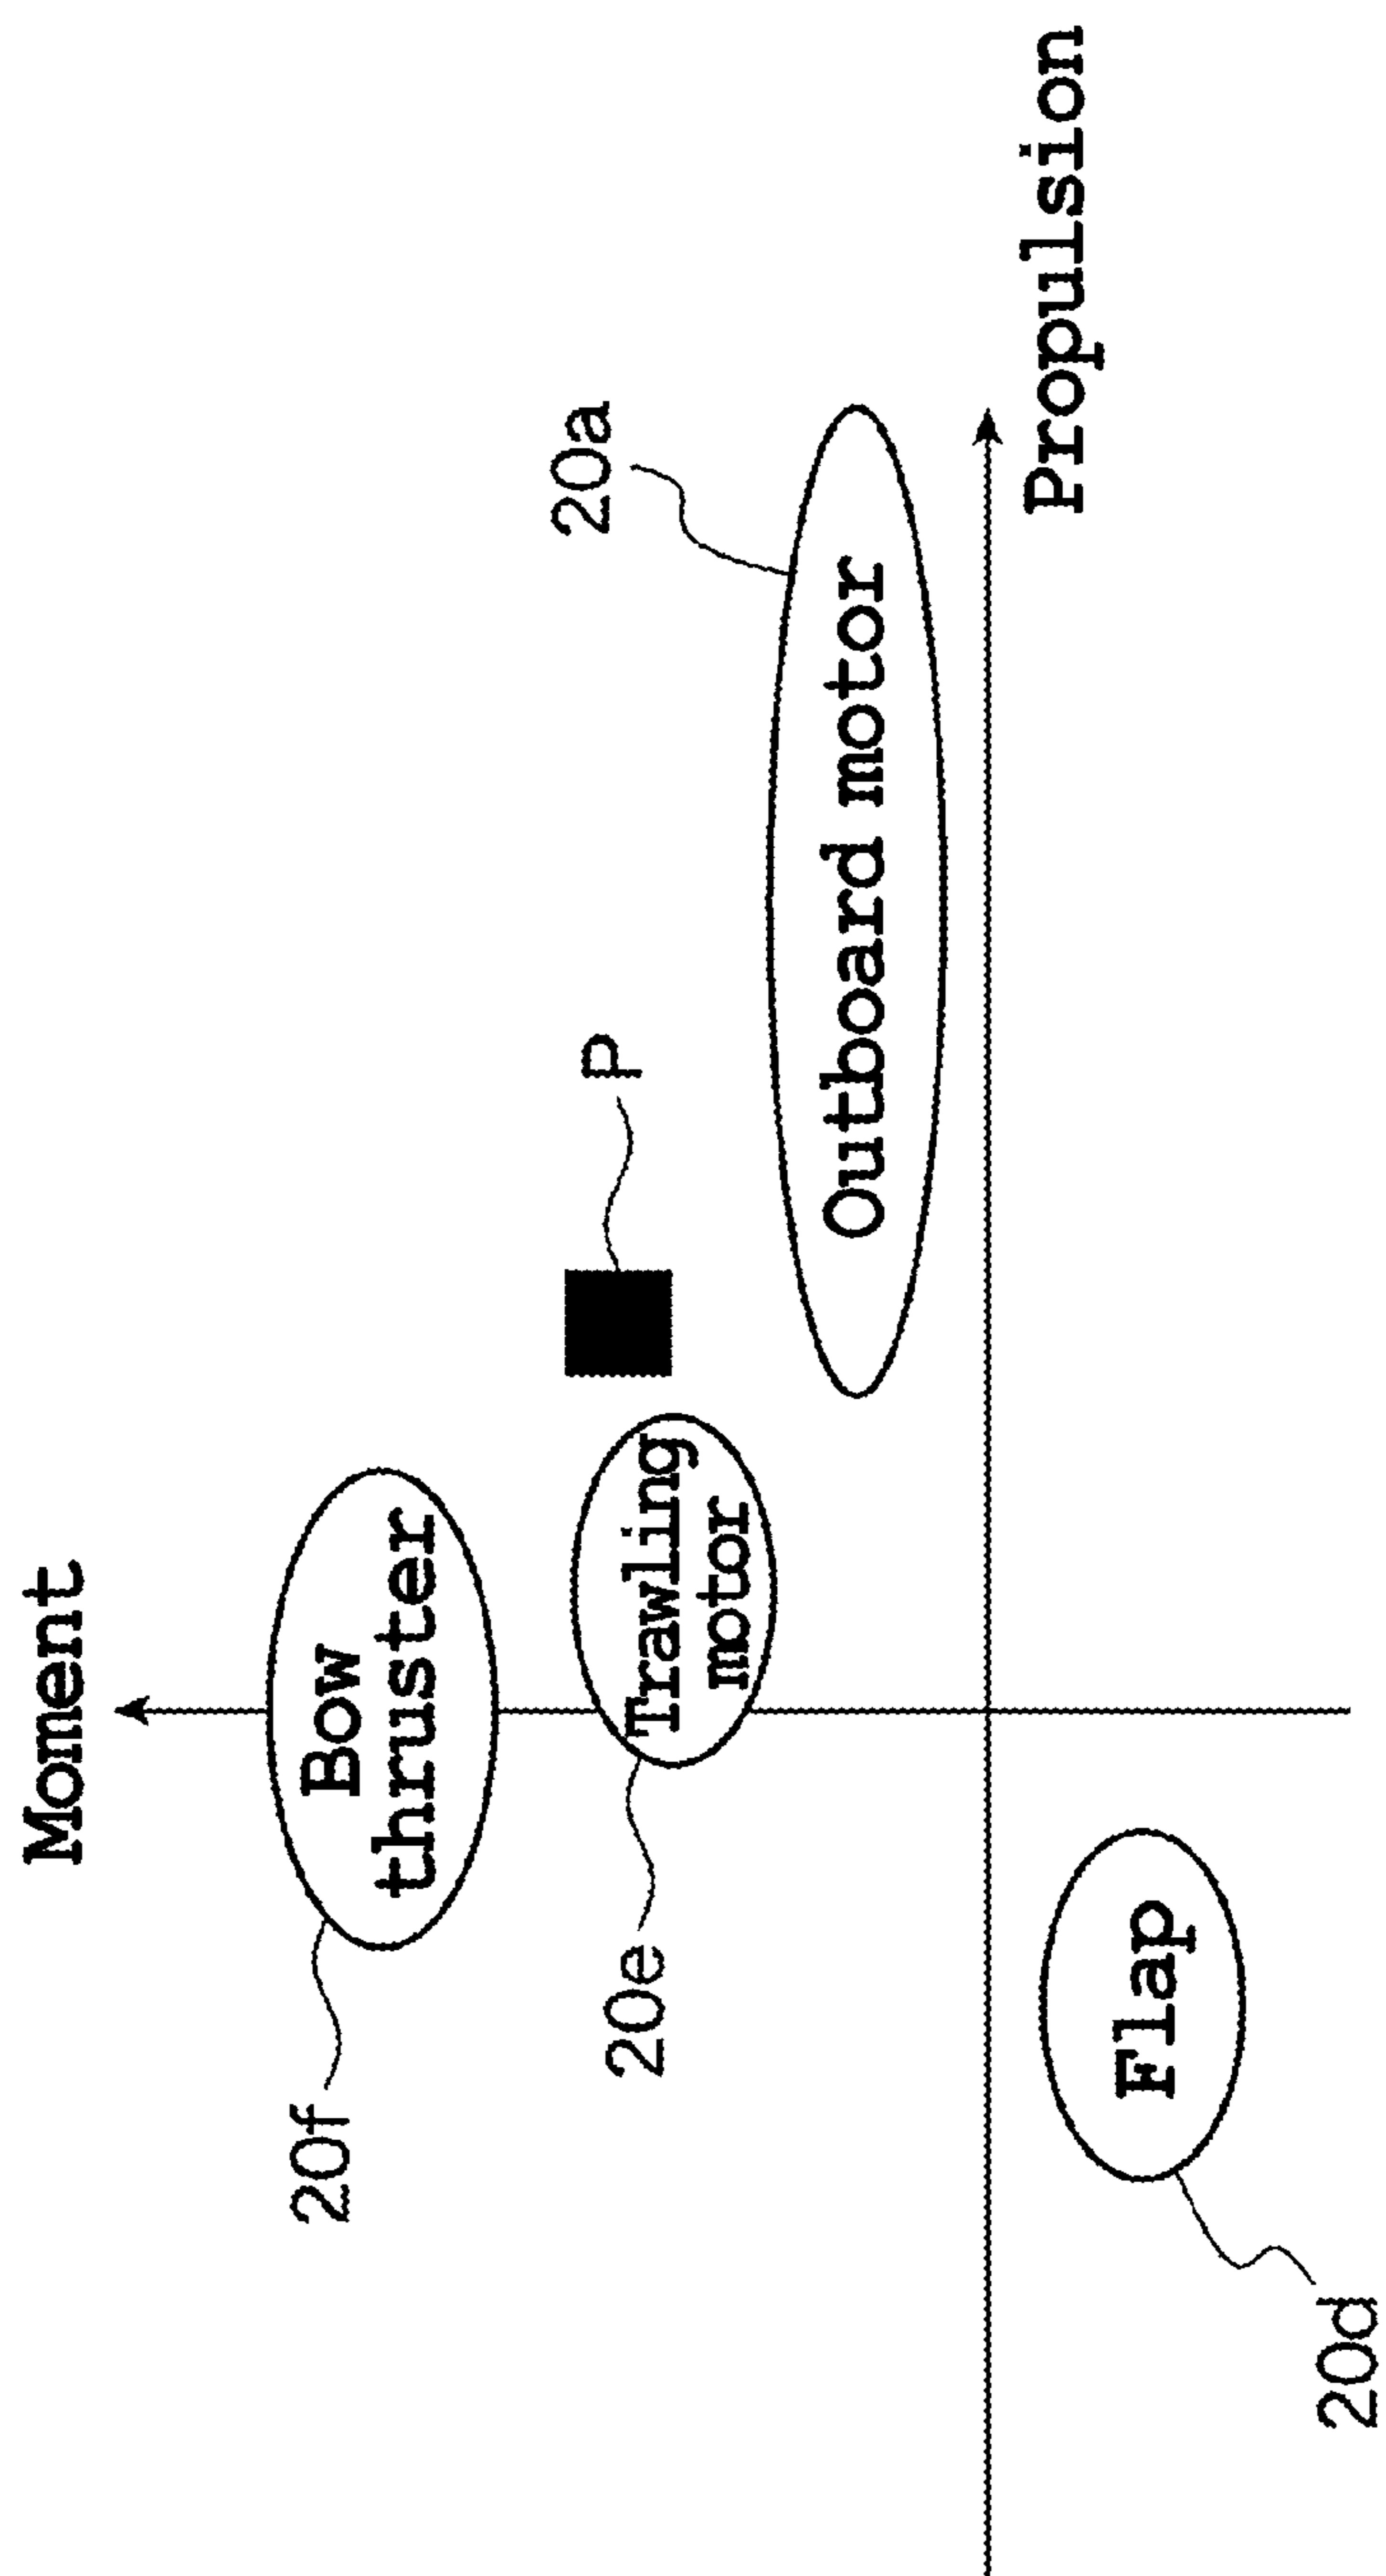 Moment
Bow
thruster
20f
P
20a
Trawling
motor
20e
Outboard motor
Propulsion
Flap
20d